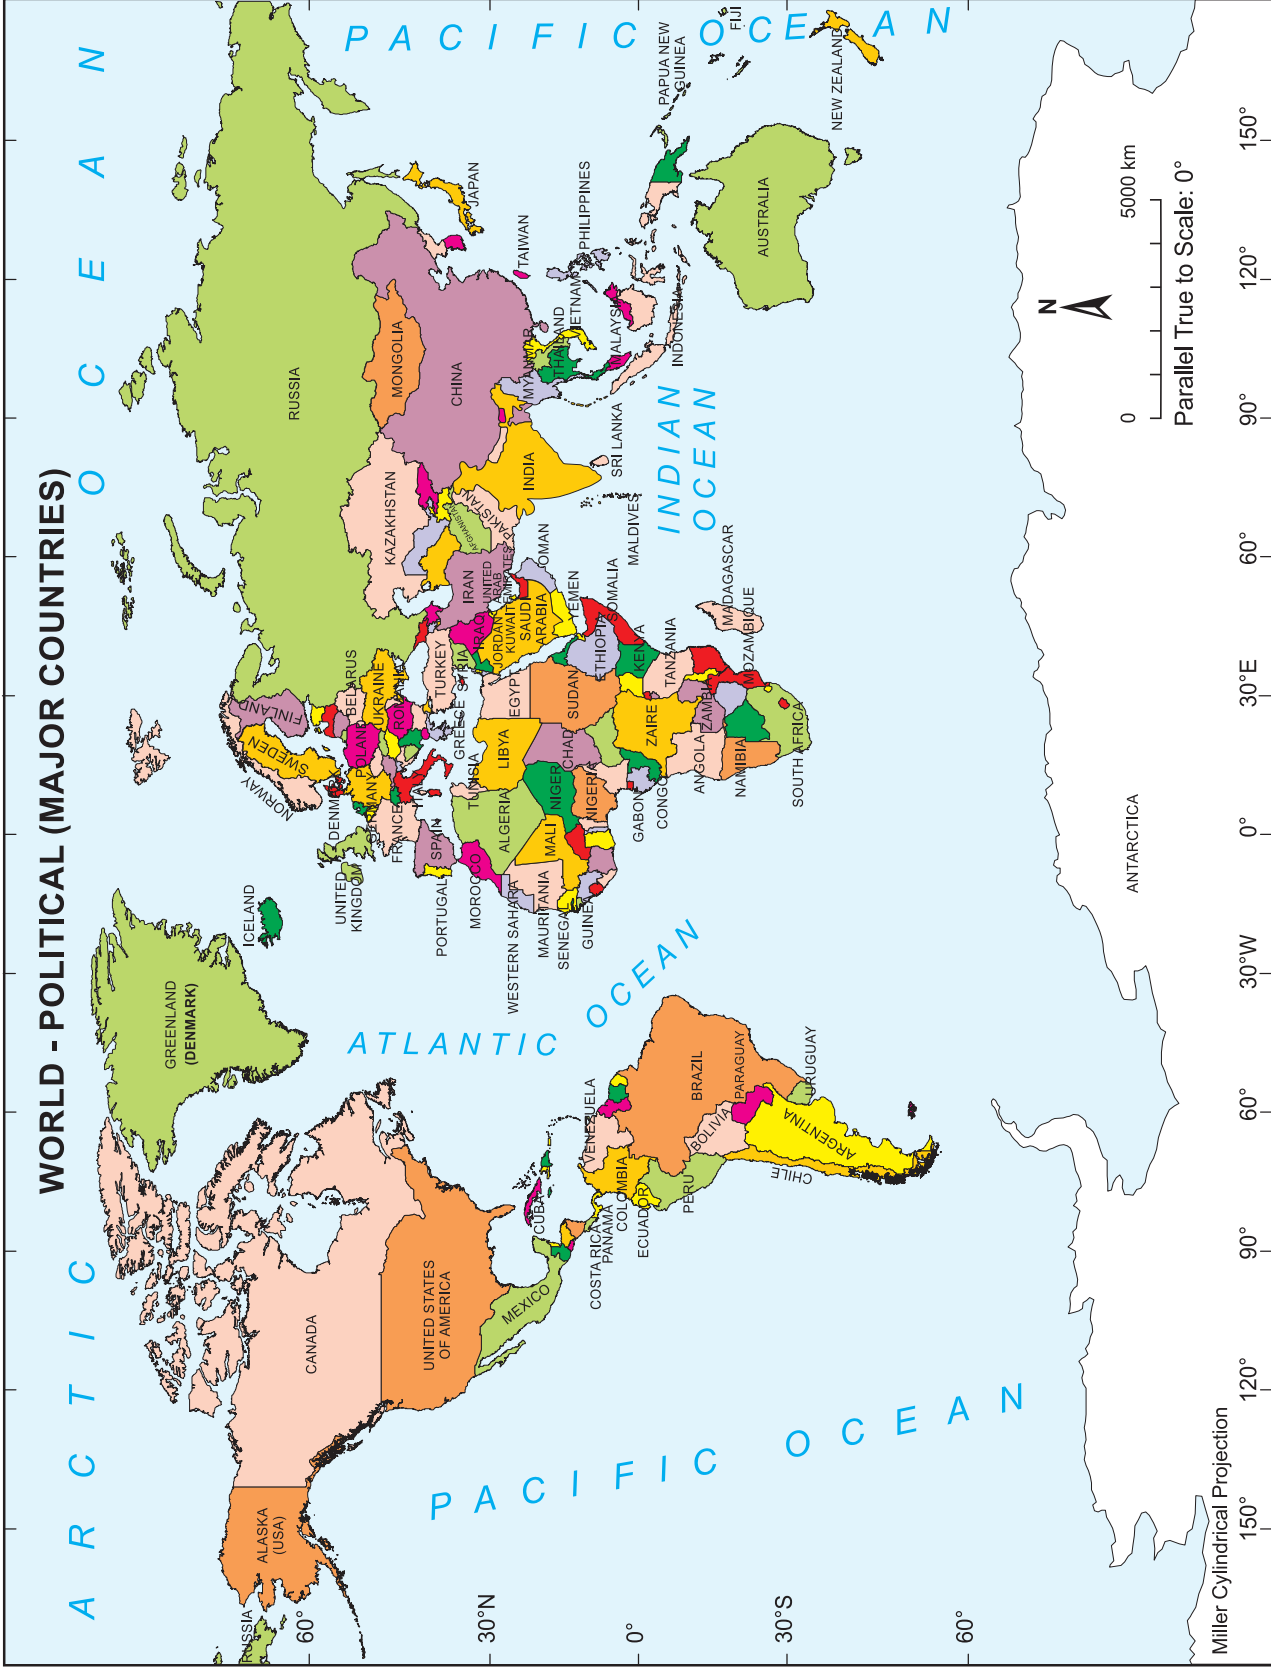 WORLD - POLITICAL (MAJOR COUNTRIES)
ARCTIC OCEAN
RUSSIA
ALASKA
(USA)
CANADA
GREENLAND
(DENMARK)
ICELAND
UNITED STATES
OF AMERICA
MEXICO
CUBA
COSTA RICA
PANAMA
VENEZUELA
COLOMBIA
ECUADOR
PERU
BRAZIL
BOLIVIA
PARAGUAY
CHILE
ARGENTINA
URUGUAY
PACIFIC OCEAN
ATLANTIC
OCEAN
NORWAY
SWEDEN
FINLAND
DENMARK
UNITED
KINGDOM
GERMANY
POLAND
BELARUS
UKRAINE
ROMANIA
FRANCE
SPAIN
PORTUGAL
GREECE
TURKEY
SYRIA
IRAQ
JORDAN
KUWAIT
SAUDI
ARABIA
UNITED
ARAB
EMIRATES
OMAN
YEMEN
IRAN
AFGHANISTAN
PAKISTAN
KAZAKHSTAN
RUSSIA
MONGOLIA
CHINA
JAPAN
TAIWAN
INDIA
SRI LANKA
MALDIVES
MYANMAR
THAILAND
VIETNAM
PHILIPPINES
MALAYSIA
INDONESIA
PAPUA NEW
GUINEA
FIJI
AUSTRALIA
NEW ZEALAND
PACIFIC OCEAN
INDIAN
OCEAN
MOROCCO
WESTERN SAHARA
MAURITANIA
SENEGAL
GUINEA
ALGERIA
TUNISIA
LIBYA
EGYPT
MALI
NIGER
NIGERIA
CHAD
SUDAN
ETHIOPIA
SOMALIA
KENYA
TANZANIA
ZAIRE
GABON
CONGO
ANGOLA
ZAMBIA
NAMIBIA
MOZAMBIQUE
MADAGASCAR
SOUTH AFRICA
ANTARCTICA
N
0 5000 km
Parallel True to Scale: 0°
60°
30°N
0°
30°S
60°
150° 120° 90° 60° 30°W 0° 30°E 60° 90° 120° 150°
Miller Cylindrical Projection